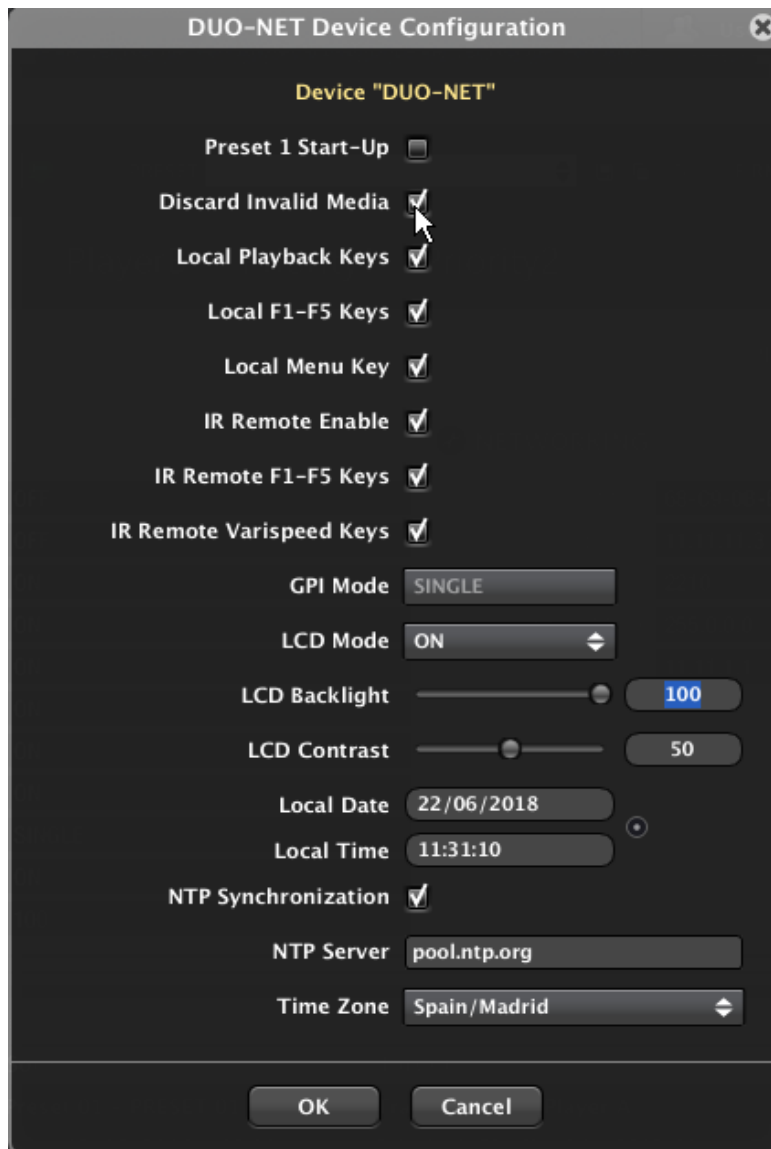 DUO-NET Device Configuration
Device "DUO-NET"
Preset 1 Start-Up
Discard Invalid Media
Local Playback Keys
Local F1-F5 Keys
Local Menu Key
IR Remote Enable
IR Remote F1-F5 Keys
IR Remote Varispeed Keys
GPI Mode SINGLE
LCD Mode ON
LCD Backlight 100
LCD Contrast 50
Local Date 22/06/2018
Local Time 11:31:10
NTP Synchronization
NTP Server pool.ntp.org
Time Zone Spain/Madrid
OK Cancel